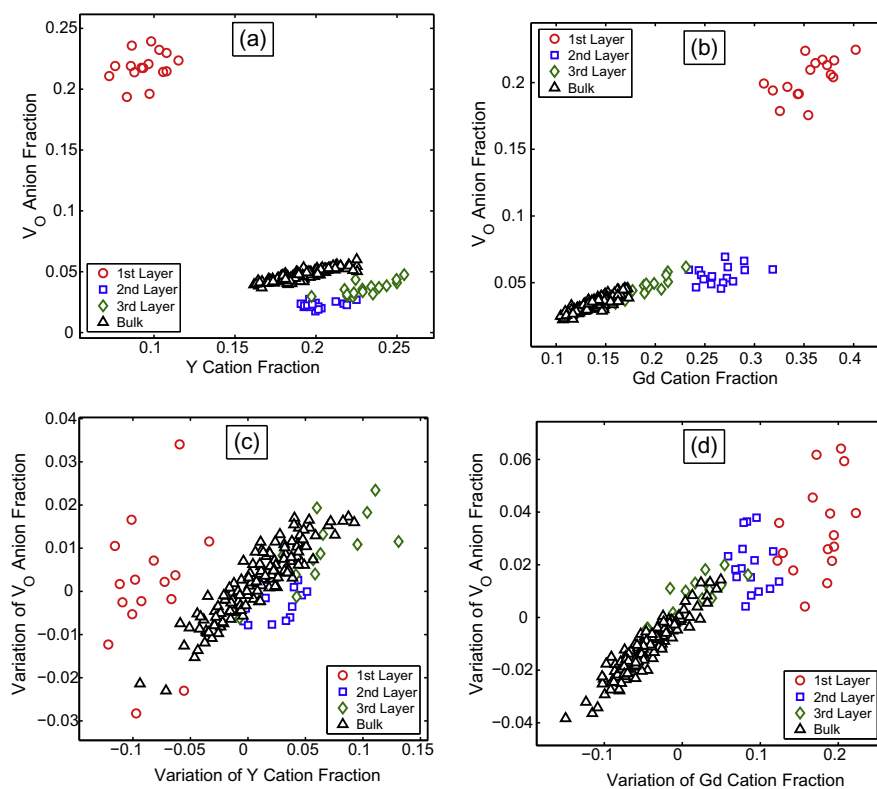 (a)
V_O Anion Fraction
0.25
0.2
0.15
0.1
0.05
0
1st Layer
2nd Layer
3rd Layer
Bulk
0.1
0.15
0.2
0.25
Y Cation Fraction
(b)
V_O Anion Fraction
0.2
0.15
0.1
0.05
1st Layer
2nd Layer
3rd Layer
Bulk
0.1
0.15
0.2
0.25
0.3
0.35
0.4
Gd Cation Fraction
(c)
Variation of V_O Anion Fraction
0.04
0.03
0.02
0.01
0
−0.01
−0.02
−0.03
1st Layer
2nd Layer
3rd Layer
Bulk
−0.1
−0.05
0
0.05
0.1
0.15
Variation of Y Cation Fraction
(d)
Variation of V_O Anion Fraction
0.06
0.04
0.02
0
−0.02
−0.04
1st Layer
2nd Layer
3rd Layer
Bulk
−0.1
0
0.1
0.2
Variation of Gd Cation Fraction